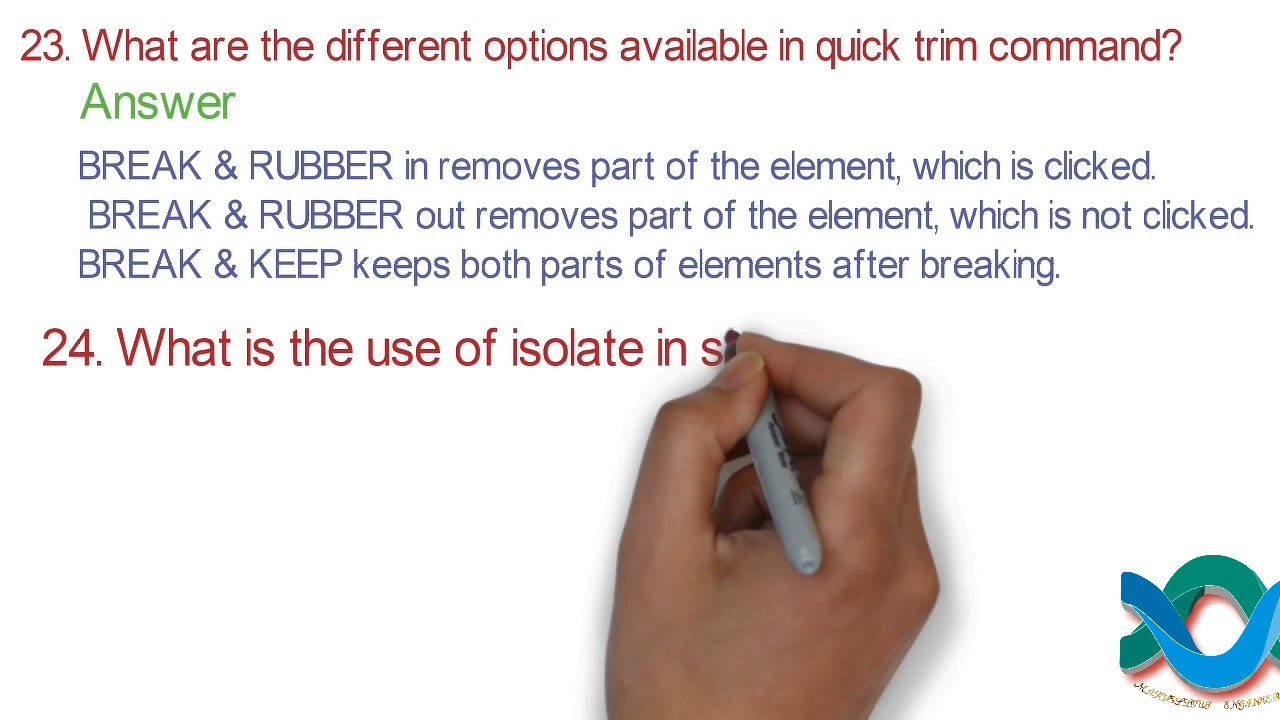 23. What are the different options available in quick trim command?
Answer
BREAK & RUBBER in removes part of the element, which is clicked.
BREAK & RUBBER out removes part of the element, which is not clicked.
BREAK & KEEP keeps both parts of elements after breaking.
24. What is the use of isolate in s